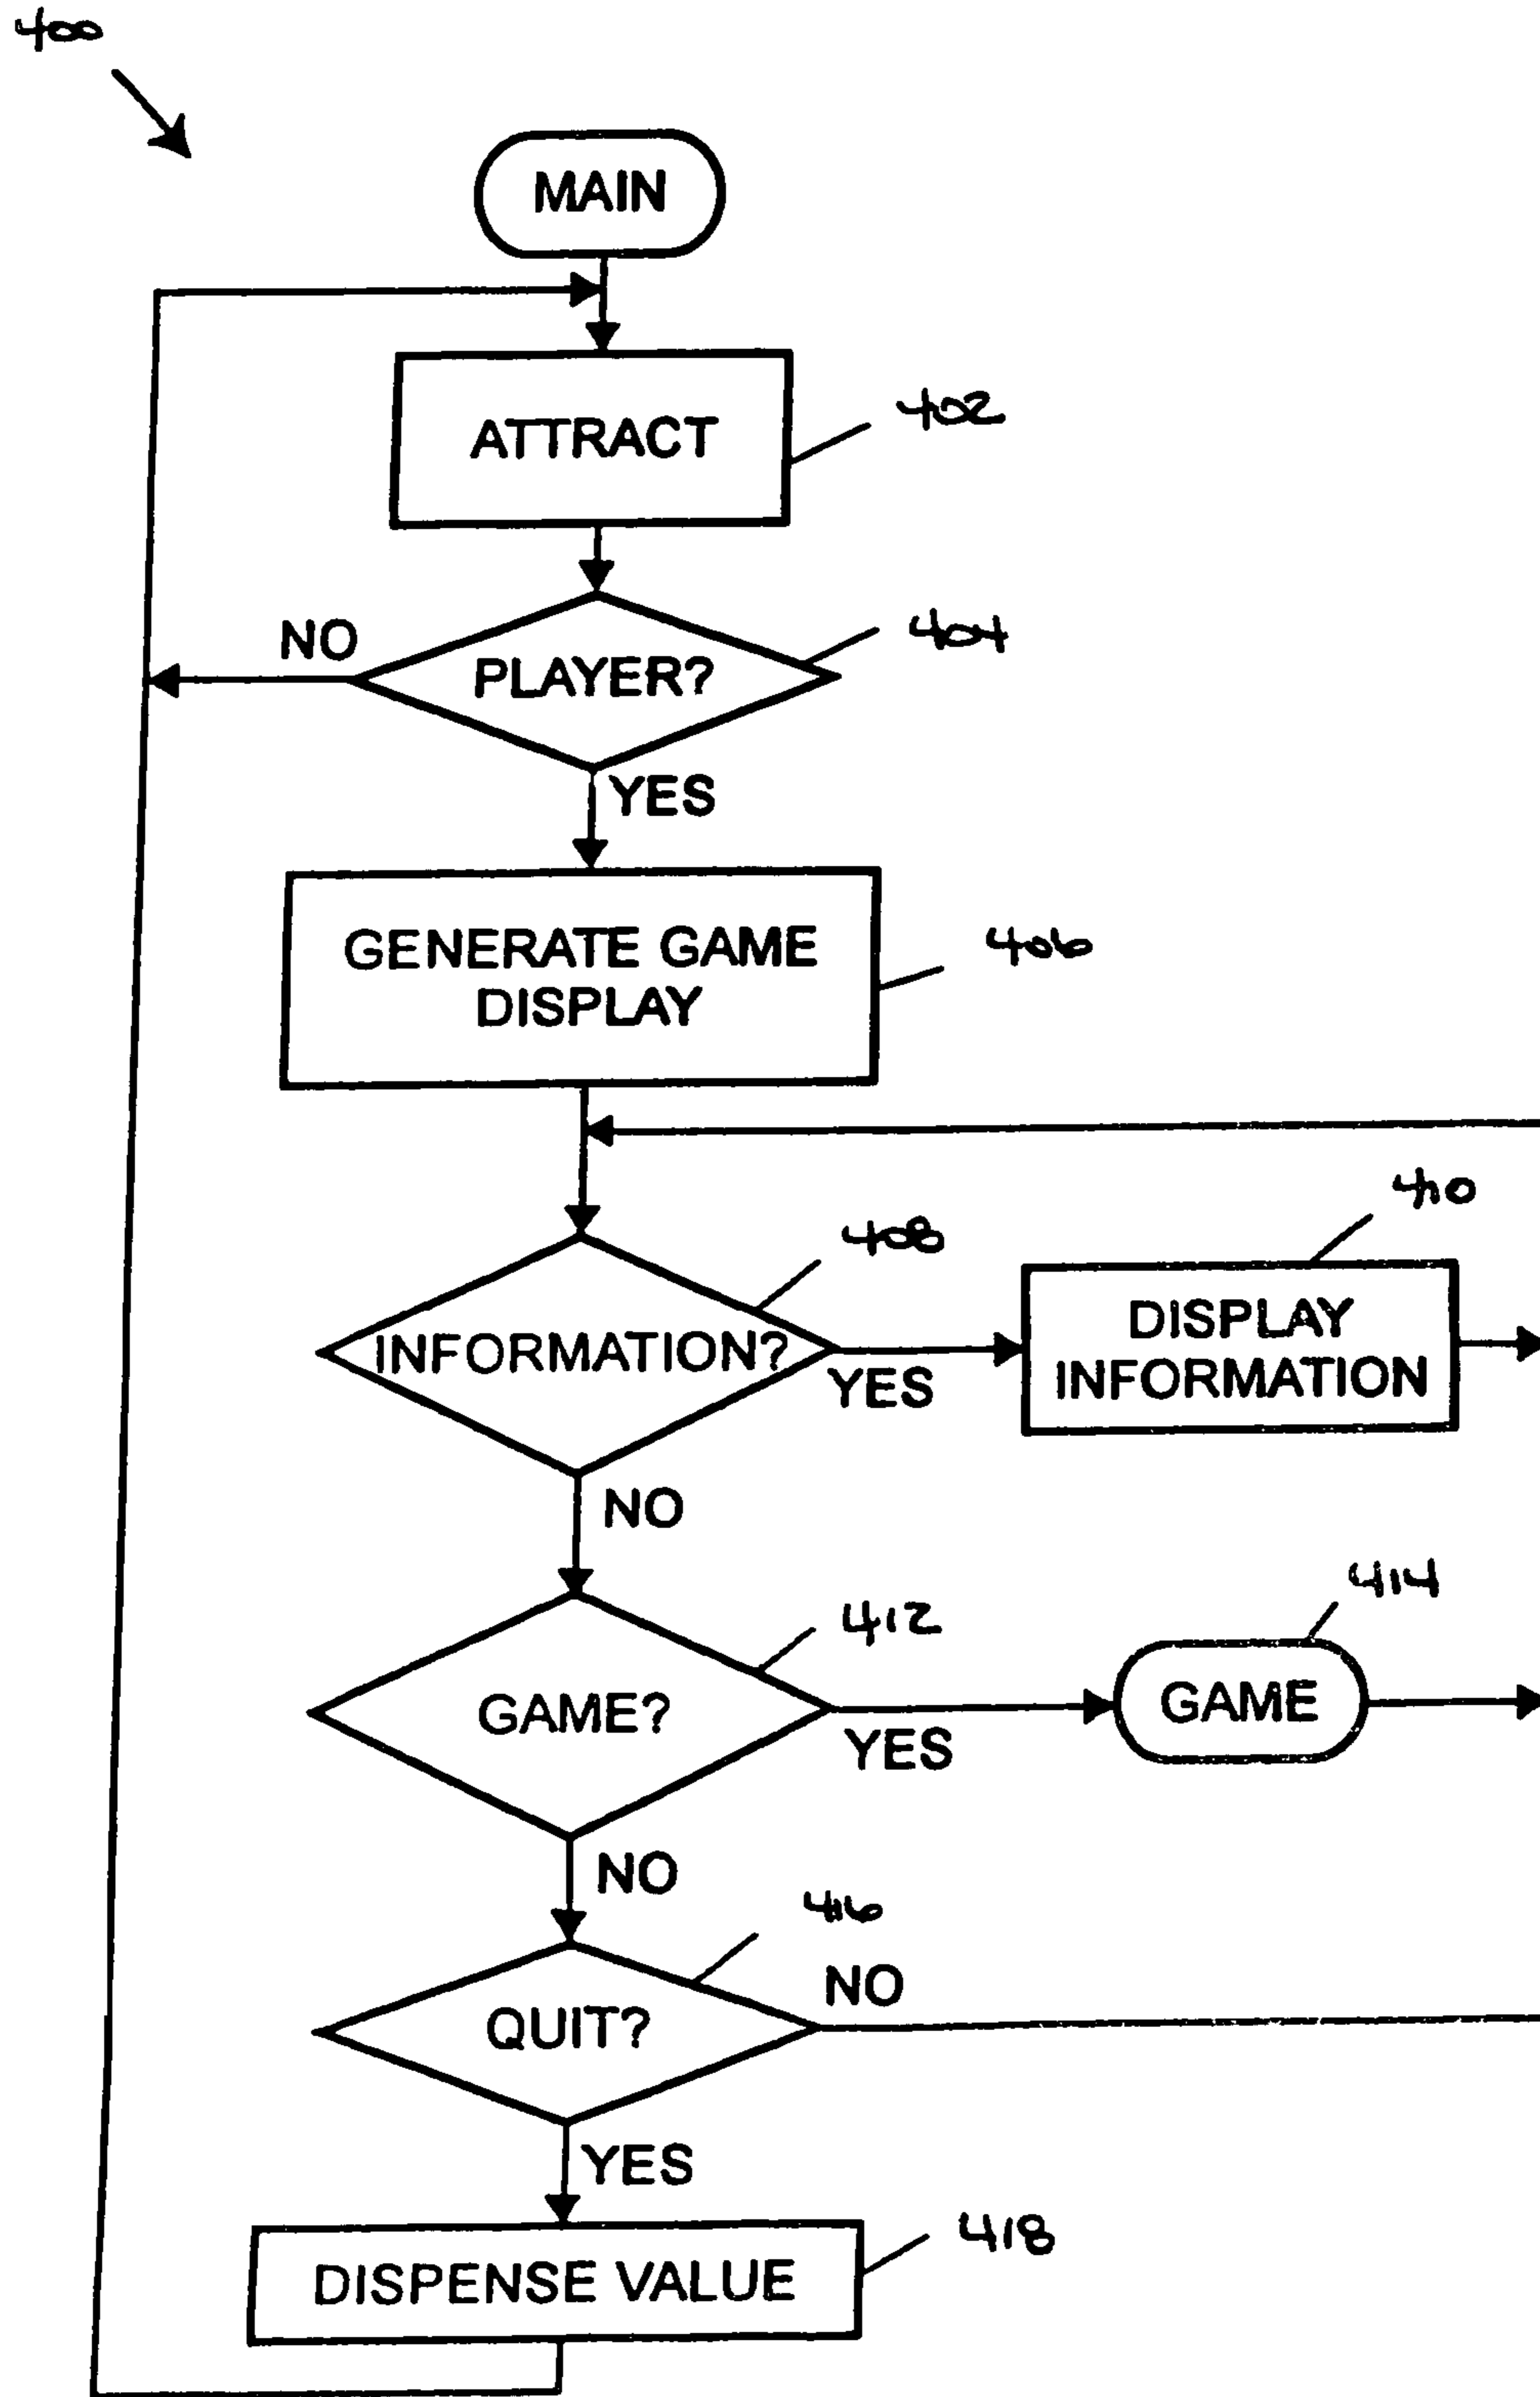 400
MAIN
ATTRACT
402
NO
PLAYER?
404
YES
GENERATE GAME
DISPLAY
406
408
410
INFORMATION?
YES
DISPLAY
INFORMATION
NO
412
414
GAME?
YES
GAME
NO
416
NO
QUIT?
YES
DISPENSE VALUE
418